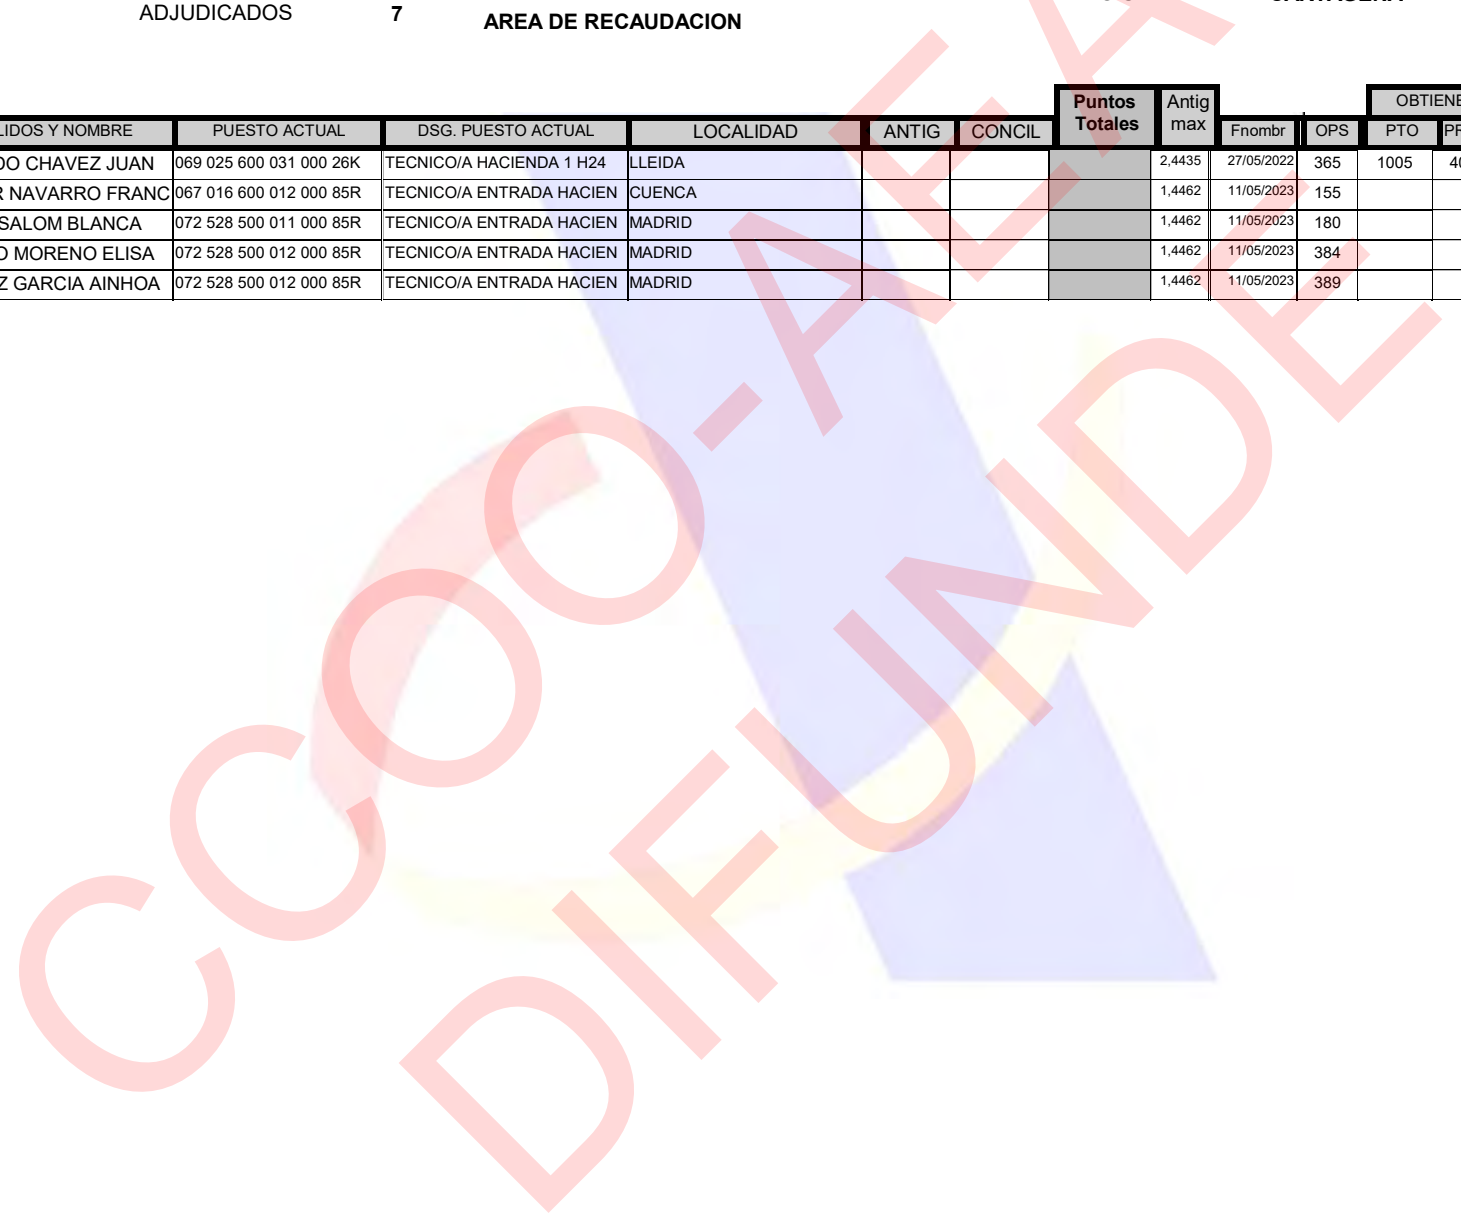 ADJUDICADOS 7 AREA DE RECAUDACION
Puntos Totales Antig max OBTIENE
NOMBRE PUESTO ACTUAL DSG. PUESTO ACTUAL LOCALIDAD ANTIG CONCIL Fnombr OPS PTO
CHAVEZ JUAN 069 025 600 031 000 26K TECNICO/A HACIENDA 1 H24 LLEIDA 2,4435 27/05/2022 365 1005
NAVARRO FRANC 067 016 600 012 000 85R TECNICO/A ENTRADA HACIEN CUENCA 1,4462 11/05/2023 155
SALOM BLANCA 072 528 500 011 000 85R TECNICO/A ENTRADA HACIEN MADRID 1,4462 11/05/2023 180
MORENO ELISA 072 528 500 012 000 85R TECNICO/A ENTRADA HACIEN MADRID 1,4462 11/05/2023 384
GARCIA AINHOA 072 528 500 012 000 85R TECNICO/A ENTRADA HACIEN MADRID 1,4462 11/05/2023 389
CCOO-AEA
DIFUNDE